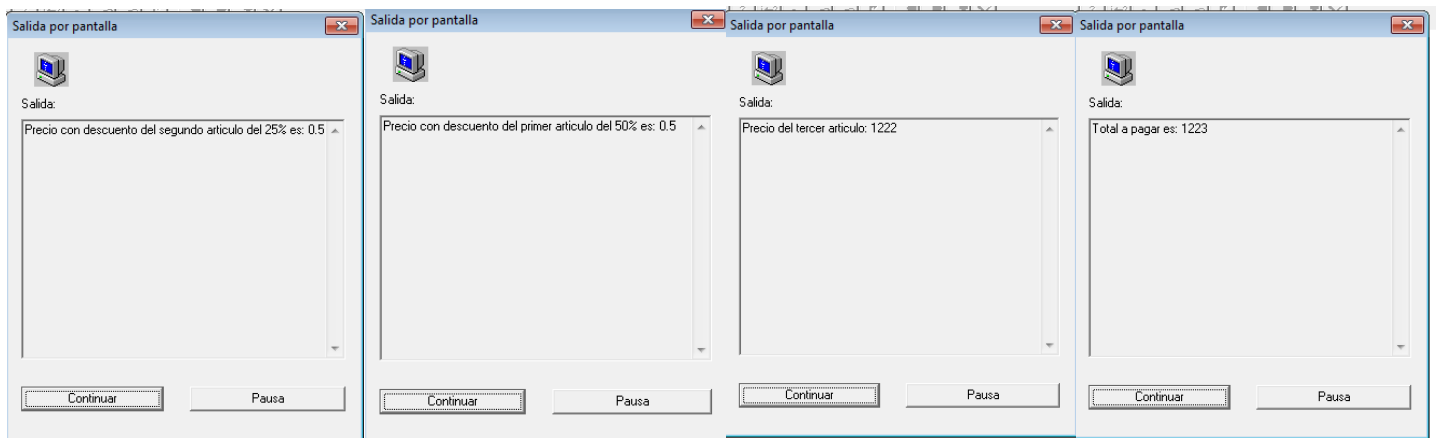 Salida por pantalla
Salida:
Precio con descuento del segundo articulo del 25% es: 0.5
Continuar
Pausa
Salida por pantalla
Salida:
Precio con descuento del primer articulo del 50% es: 0.5
Continuar
Pausa
Salida por pantalla
Salida:
Precio del tercer articulo: 1222
Continuar
Pausa
Salida por pantalla
Salida:
Total a pagar es: 1223
Continuar
Pausa